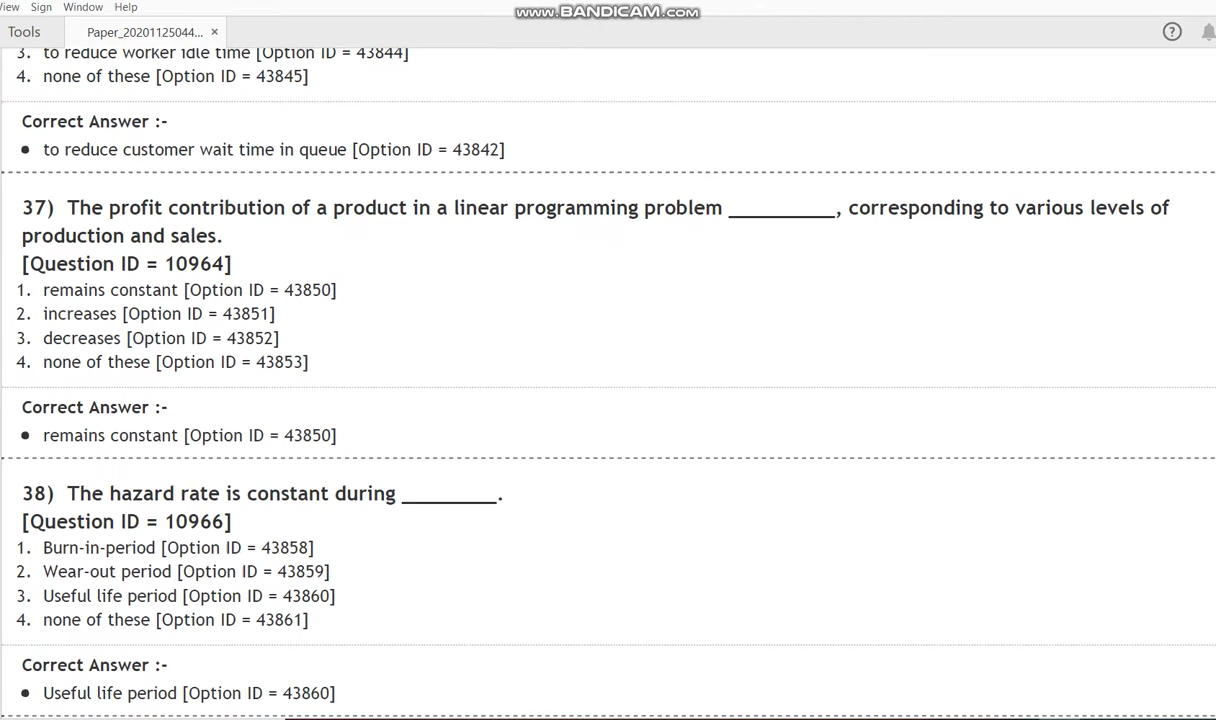 View Sign Window Help
www.BANDICAM.com
Tools Paper_20201125044... × ?
3. to reduce worker idle time [Option ID = 43844]
4. none of these [Option ID = 43845]
Correct Answer :-
• to reduce customer wait time in queue [Option ID = 43842]
37) The profit contribution of a product in a linear programming problem _________, corresponding to various levels of
production and sales.
[Question ID = 10964]
1. remains constant [Option ID = 43850]
2. increases [Option ID = 43851]
3. decreases [Option ID = 43852]
4. none of these [Option ID = 43853]
Correct Answer :-
• remains constant [Option ID = 43850]
38) The hazard rate is constant during ________.
[Question ID = 10966]
1. Burn-in-period [Option ID = 43858]
2. Wear-out period [Option ID = 43859]
3. Useful life period [Option ID = 43860]
4. none of these [Option ID = 43861]
Correct Answer :-
• Useful life period [Option ID = 43860]